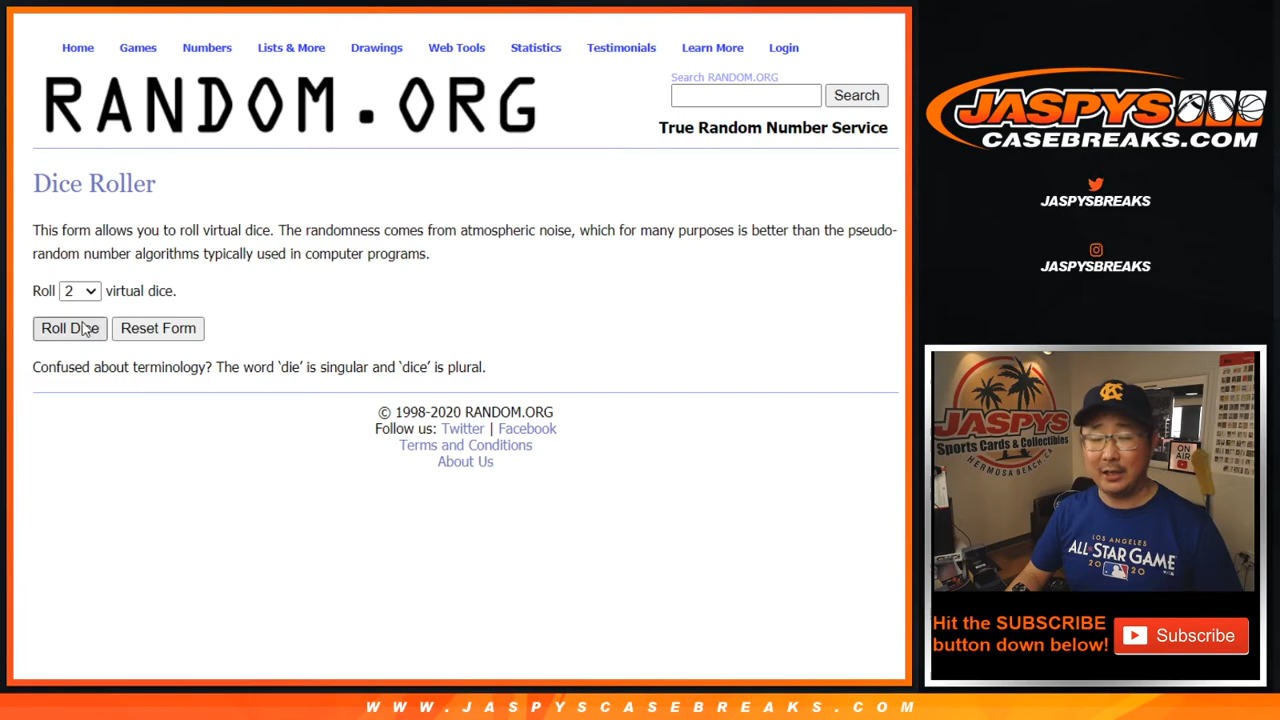 Home Games Numbers Lists & More Drawings Web Tools Statistics Testimonials Learn More Login
RANDOM.ORG
Search RANDOM.ORG
Search
True Random Number Service
Dice Roller
This form allows you to roll virtual dice. The randomness comes from atmospheric noise, which for many purposes is better than the pseudo-
random number algorithms typically used in computer programs.
Roll 2 virtual dice.
Roll Dice Reset Form
Confused about terminology? The word ‘die’ is singular and ‘dice’ is plural.
© 1998-2020 RANDOM.ORG
Follow us: Twitter | Facebook
Terms and Conditions
About Us
JASPYS
CASEBREAKS.COM
JASPYSBREAKS
JASPYSBREAKS
JASPYS
Sports Cards & Collectibles
HERMOSA BEACH, CA
ON
AIR
KC
LOS ANGELES
ALL-STAR GAME
2020
Hit the SUBSCRIBE
button down below!
Subscribe
WWW.JASPYSCASEBREAKS.COM